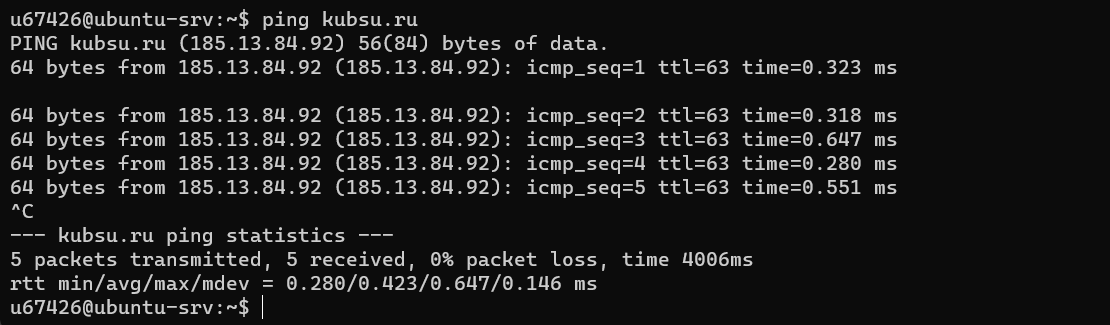 u67426@ubuntu-srv:~$ ping kubsu.ru
PING kubsu.ru (185.13.84.92) 56(84) bytes of data.
64 bytes from 185.13.84.92 (185.13.84.92): icmp_seq=1 ttl=63 time=0.323 ms
64 bytes from 185.13.84.92 (185.13.84.92): icmp_seq=2 ttl=63 time=0.318 ms
64 bytes from 185.13.84.92 (185.13.84.92): icmp_seq=3 ttl=63 time=0.647 ms
64 bytes from 185.13.84.92 (185.13.84.92): icmp_seq=4 ttl=63 time=0.280 ms
64 bytes from 185.13.84.92 (185.13.84.92): icmp_seq=5 ttl=63 time=0.551 ms
^C
--- kubsu.ru ping statistics ---
5 packets transmitted, 5 received, 0% packet loss, time 4006ms
rtt min/avg/max/mdev = 0.280/0.423/0.647/0.146 ms
u67426@ubuntu-srv:~$